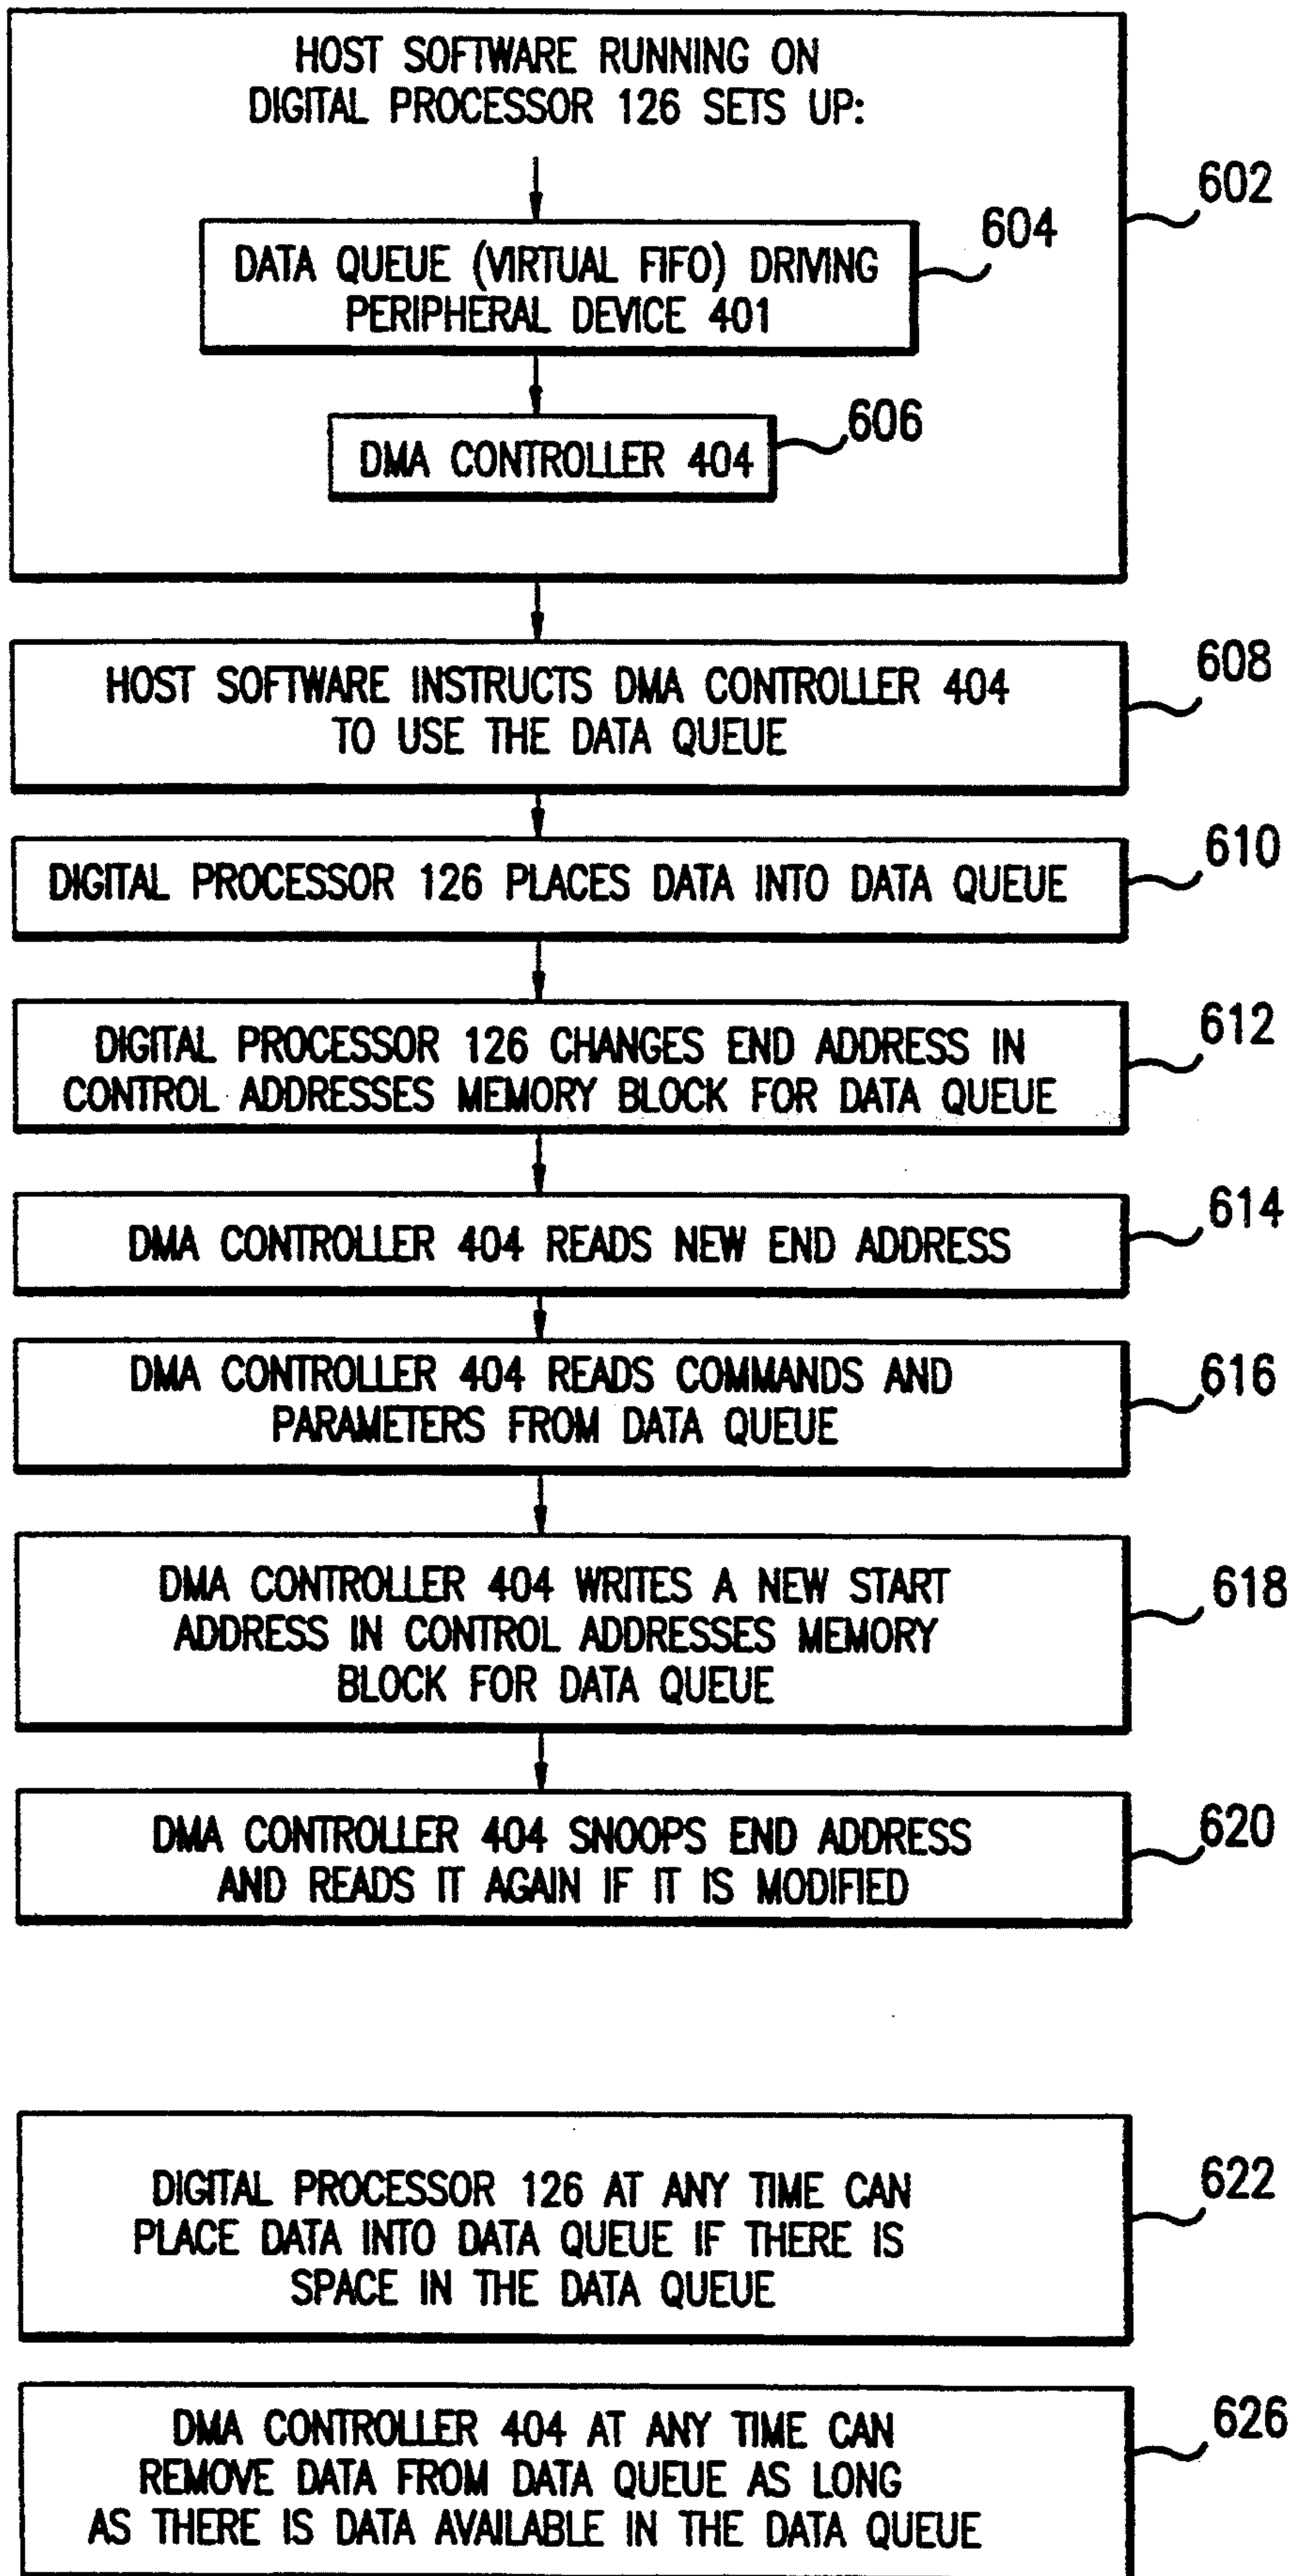 HOST SOFTWARE RUNNING ON
DIGITAL PROCESSOR 126 SETS UP:
602
604
DATA QUEUE (VIRTUAL FIFO) DRIVING
PERIPHERAL DEVICE 401
606
DMA CONTROLLER 404
608
HOST SOFTWARE INSTRUCTS DMA CONTROLLER 404
TO USE THE DATA QUEUE
610
DIGITAL PROCESSOR 126 PLACES DATA INTO DATA QUEUE
612
DIGITAL PROCESSOR 126 CHANGES END ADDRESS IN
CONTROL ADDRESSES MEMORY BLOCK FOR DATA QUEUE
614
DMA CONTROLLER 404 READS NEW END ADDRESS
616
DMA CONTROLLER 404 READS COMMANDS AND
PARAMETERS FROM DATA QUEUE
618
DMA CONTROLLER 404 WRITES A NEW START
ADDRESS IN CONTROL ADDRESSES MEMORY
BLOCK FOR DATA QUEUE
620
DMA CONTROLLER 404 SNOOPS END ADDRESS
AND READS IT AGAIN IF IT IS MODIFIED
622
DIGITAL PROCESSOR 126 AT ANY TIME CAN
PLACE DATA INTO DATA QUEUE IF THERE IS
SPACE IN THE DATA QUEUE
626
DMA CONTROLLER 404 AT ANY TIME CAN
REMOVE DATA FROM DATA QUEUE AS LONG
AS THERE IS DATA AVAILABLE IN THE DATA QUEUE